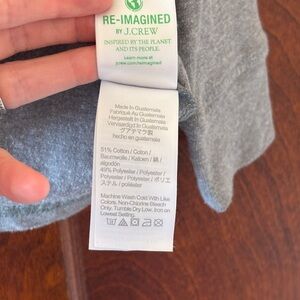 RE-IMAGINED
BY J.CREW
INSPIRED BY THE PLANET
AND ITS PEOPLE.
Learn more at
jcrew.com/reimagined
Made In Guatemala
Fabriqué Au Guatemala
Hergestellt in Guatemala
Vervaardigd In Guatemala
グアテマラ製
hecho en guatemala
51% Cotton / Coton /
Baumwolle / Katoen / 綿 /
algodón
49% Polyester / Polyester /
Polyester / Polyester / ポリエ
ステル / poliéster
Machine Wash Cold With Like
Colors. Non-Chlorine Bleach
Only. Tumble Dry Low. Iron on
Lowest Setting.